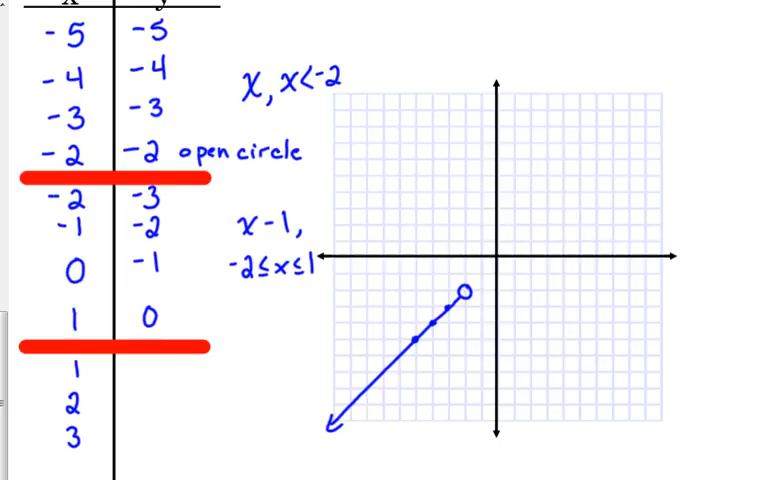 x y
-5 -5
-4 -4
-3 -3
-2 -2 open circle
x, x<-2
-2 -3
-1 -2
0 -1
1 0
x-1,
-2≤x≤1
1
2
3